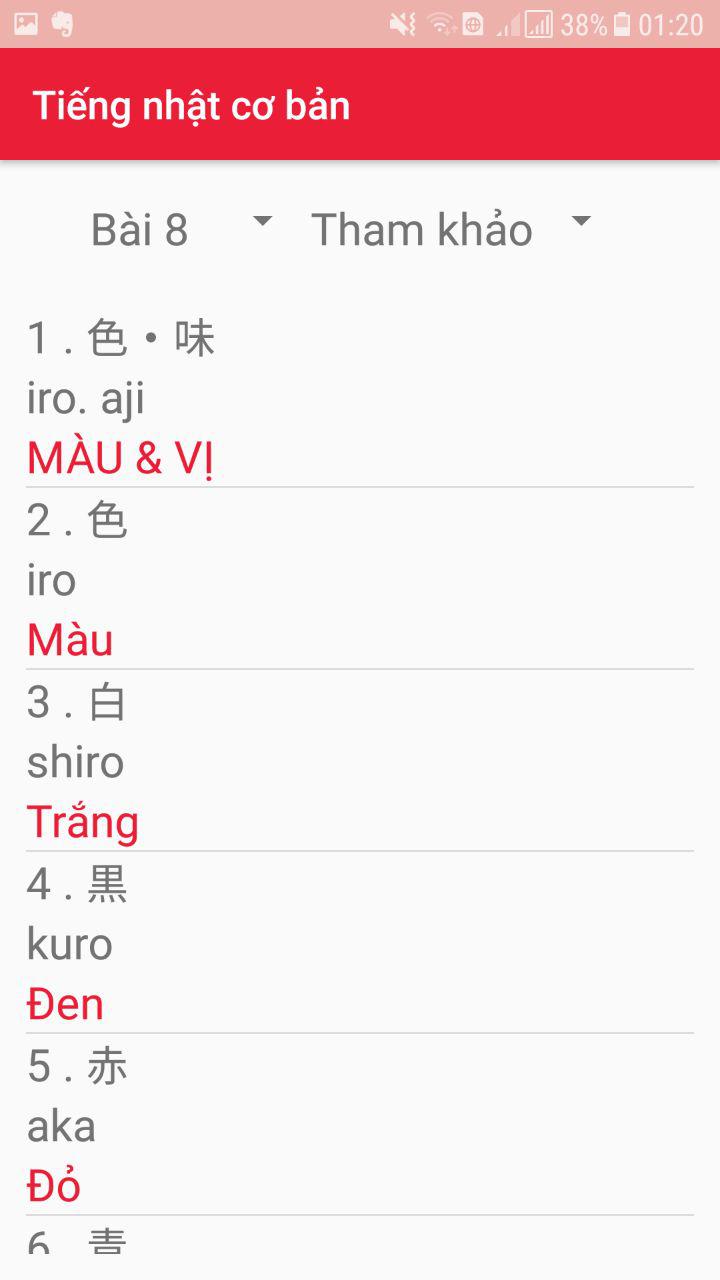 38% 01:20
Tiếng nhật cơ bản
Bài 8 Tham khảo
1 . 色・味
iro. aji
MÀU & VỊ
2 . 色
iro
Màu
3 . 白
shiro
Trắng
4 . 黒
kuro
Đen
5 . 赤
aka
Đỏ
6 . 青